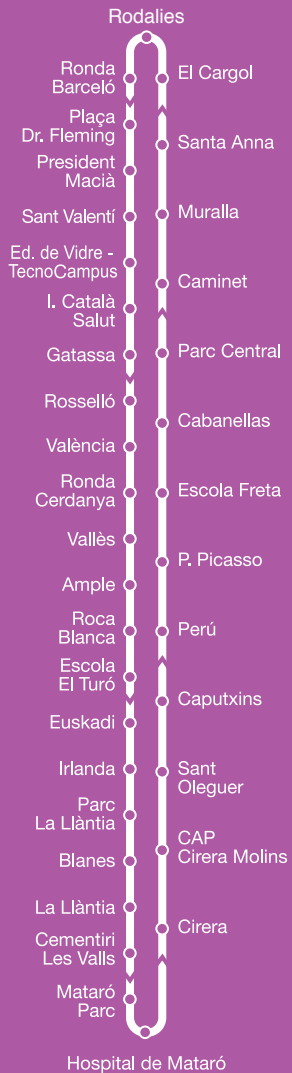 Rodalies
Ronda
Barceló
Plaça
Dr. Fleming
President
Macià
Sant Valentí
Ed. de Vidre -
TecnoCampus
I. Català
Salut
Gatassa
Rosselló
València
Ronda
Cerdanya
Vallès
Ample
Roca
Blanca
Escola
El Turó
Euskadi
Irlanda
Parc
La Llàntia
Blanes
La Llàntia
Cementiri
Les Valls
Mataró
Parc
El Cargol
Santa Anna
Muralla
Caminet
Parc Central
Cabanellas
Escola Freta
P. Picasso
Perú
Caputxins
Sant
Oleguer
CAP
Cirera Molins
Cirera
Hospital de Mataró